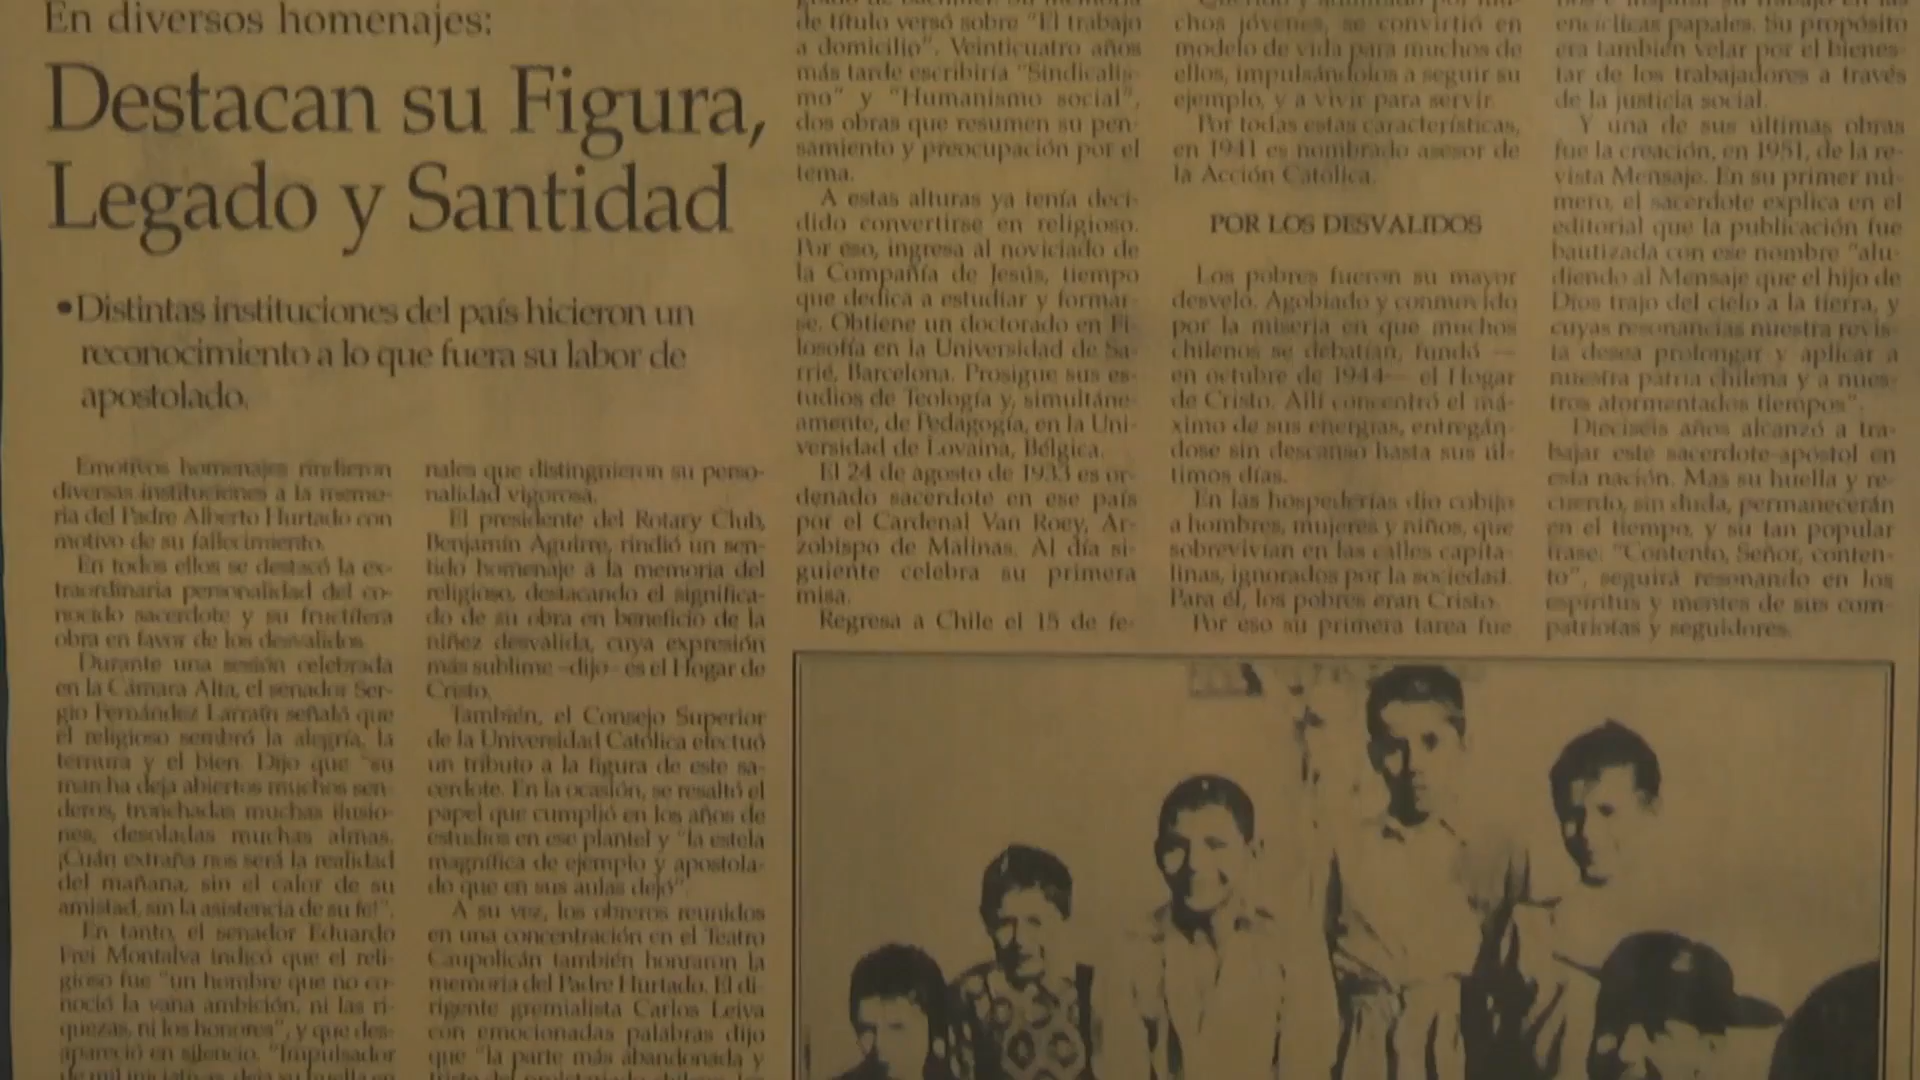 En diversos homenajes:
Destacan su Figura,
Legado y Santidad
•Distintas instituciones del país hicieron un
reconocimiento a lo que fuera su labor de
apostolado.
Emotivos homenajes rindieron
diversas instituciones a la memo-
ria del Padre Alberto Hurtado con
motivo de su fallecimiento.
En todos ellos se destacó la ex-
traordinaria personalidad del co-
nocido sacerdote y su fructífera
obra en favor de los desvalidos.
Durante una sesión celebrada
en la Cámara Alta, el senador Ser-
gio Fernández Larraín señaló que
el religioso sembró la alegría, la
ternura y el bien. Dijo que "su
marcha deja abiertos muchos sen-
deros, tronchadas muchas ilusio-
nes, desoladas muchas almas.
¡Cuán extraña nos será la realidad
del mañana, sin el calor de su
amistad, sin la asistencia de su fe!".
En tanto, el senador Eduardo
Frei Montalva indicó que el reli-
gioso fue "un hombre que no co-
noció la vana ambición, ni las ri-
quezas, ni los honores", y que des-
apareció en silencio. "Impulsador
de mil iniciativas, deja su huella en
nales que distinguieron su perso-
nalidad vigorosa.
El presidente del Rotary Club,
Benjamín Aguirre, rindió un sen-
tido homenaje a la memoria del
religioso, destacando el significa-
do de su obra en beneficio de la
niñez desvalida, cuya expresión
más sublime -dijo- es el Hogar de
Cristo.
También, el Consejo Superior
de la Universidad Católica efectuó
un tributo a la figura de este sa-
cerdote. En la ocasión, se resaltó el
papel que cumplió en los años de
estudios en ese plantel y "la estela
magnífica de ejemplo y apostola-
do que en sus aulas dejó".
A su vez, los obreros reunidos
en una concentración en el Teatro
Caupolicán también honraron la
memoria del Padre Hurtado. El di-
rigente gremialista Carlos Leiva
con emocionadas palabras dijo
que "la parte más abandonada y
de título versó sobre "El trabajo
a domicilio". Veinticuatro años
más tarde escribiría "Sindicalis-
mo" y "Humanismo social",
dos obras que resumen su pen-
samiento y preocupación por el
tema.
A estas alturas ya tenía deci-
dido convertirse en religioso.
Por eso, ingresa al noviciado de
la Compañía de Jesús, tiempo
que dedica a estudiar y formar-
se. Obtiene un doctorado en Fi-
losofía en la Universidad de Sa-
rrié, Barcelona. Prosigue sus es-
tudios de Teología y, simultáne-
amente, de Pedagogía, en la Uni-
versidad de Lovaina, Bélgica.
El 24 de agosto de 1933 es or-
denado sacerdote en ese país
por el Cardenal Van Roey, Ar-
zobispo de Malinas. Al día si-
guiente celebra su primera
misa.
Regresa a Chile el 15 de fe-
chos jóvenes, se convirtió en
modelo de vida para muchos de
ellos, impulsándolos a seguir su
ejemplo, y a vivir para servir.
Por todas estas características,
en 1941 es nombrado asesor de
la Acción Católica.
POR LOS DESVALIDOS
Los pobres fueron su mayor
desvelo. Agobiado y conmovido
por la miseria en que muchos
chilenos se debatían, fundó —
en octubre de 1944— el Hogar
de Cristo. Allí concentró el má-
ximo de sus energías, entregán-
dose sin descanso hasta sus úl-
timos días.
En las hospederías dio cobijo
a hombres, mujeres y niños, que
sobrevivían en las calles capita-
linas, ignorados por la sociedad.
Para él, los pobres eran Cristo.
Por eso su primera tarea fue
encíclicas papales. Su propósito
era también velar por el bienes-
tar de los trabajadores a través
de la justicia social.
Y una de sus últimas obras
fue la creación, en 1951, de la re-
vista Mensaje. En su primer nú-
mero, el sacerdote explica en el
editorial que la publicación fue
bautizada con ese nombre "alu-
diendo al Mensaje que el hijo de
Dios trajo del cielo a la tierra, y
cuyas resonancias nuestra revis-
ta desea prolongar y aplicar a
nuestra patria chilena y a nues-
tros atormentados tiempos".
Dieciséis años alcanzó a tra-
bajar este sacerdote-apóstol en
esta nación. Mas su huella y re-
cuerdo, sin duda, permanecerán
en el tiempo, y su tan popular
frase: "Contento, Señor, conten-
to", seguirá resonando en los
espíritus y mentes de sus com-
patriotas y seguidores.